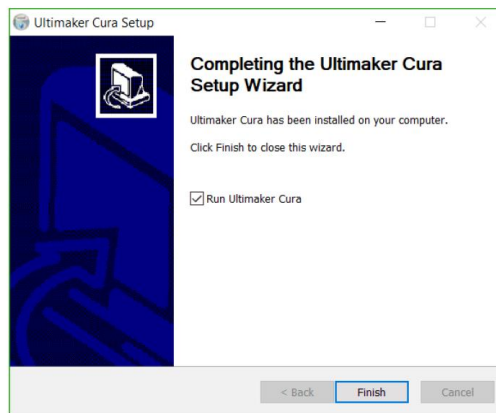 Ultimaker Cura Setup
Completing the Ultimaker Cura
Setup Wizard
Ultimaker Cura has been installed on your computer.
Click Finish to close this wizard.
Run Ultimaker Cura
< Back Finish Cancel